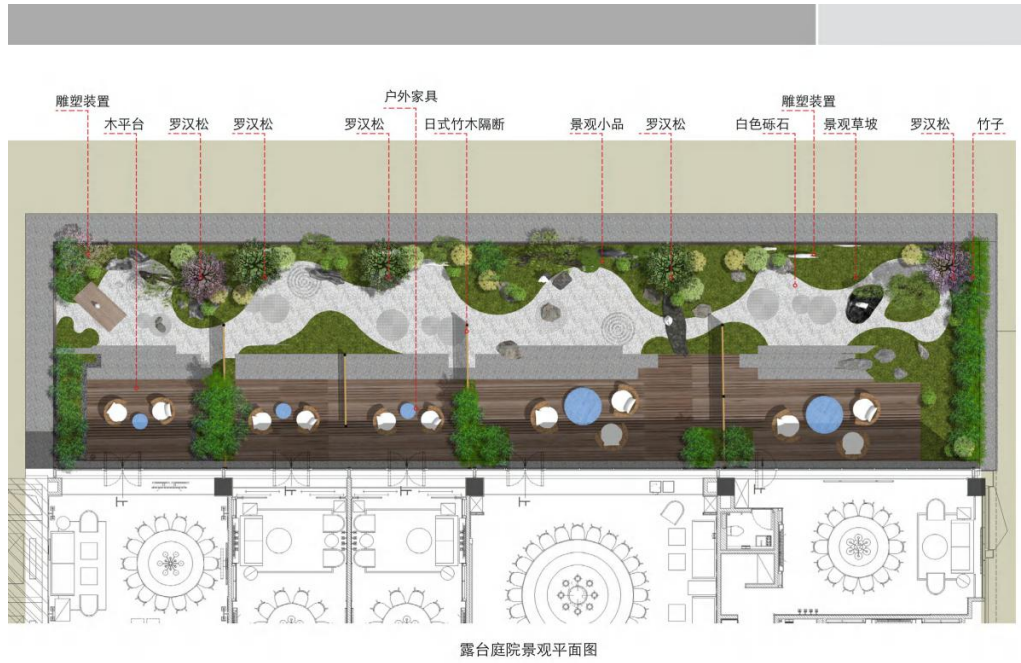 户外家具
雕塑装置
雕塑装置
木平台
罗汉松
罗汉松
罗汉松
日式竹木隔断
景观小品
罗汉松
白色砾石
景观草坡
罗汉松
竹子
露台庭院景观平面图